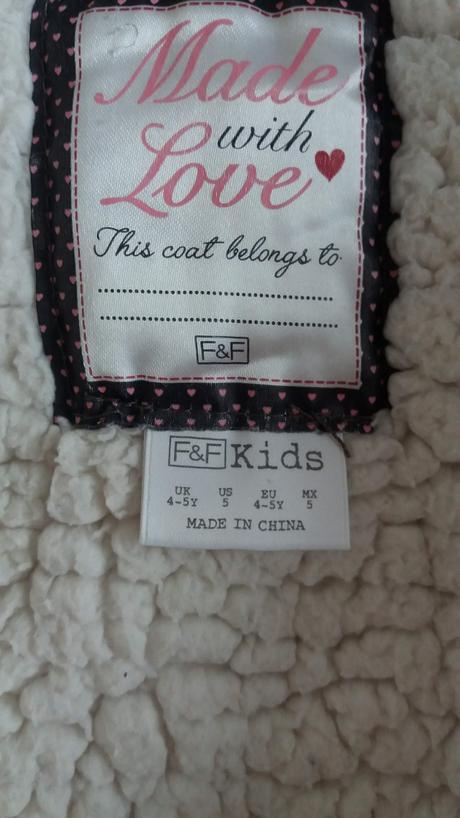 Made
with
Love
This coat belongs to:
F&F
F&F Kids
UK US EU MX
4-5Y 5 4-5Y 5
MADE IN CHINA